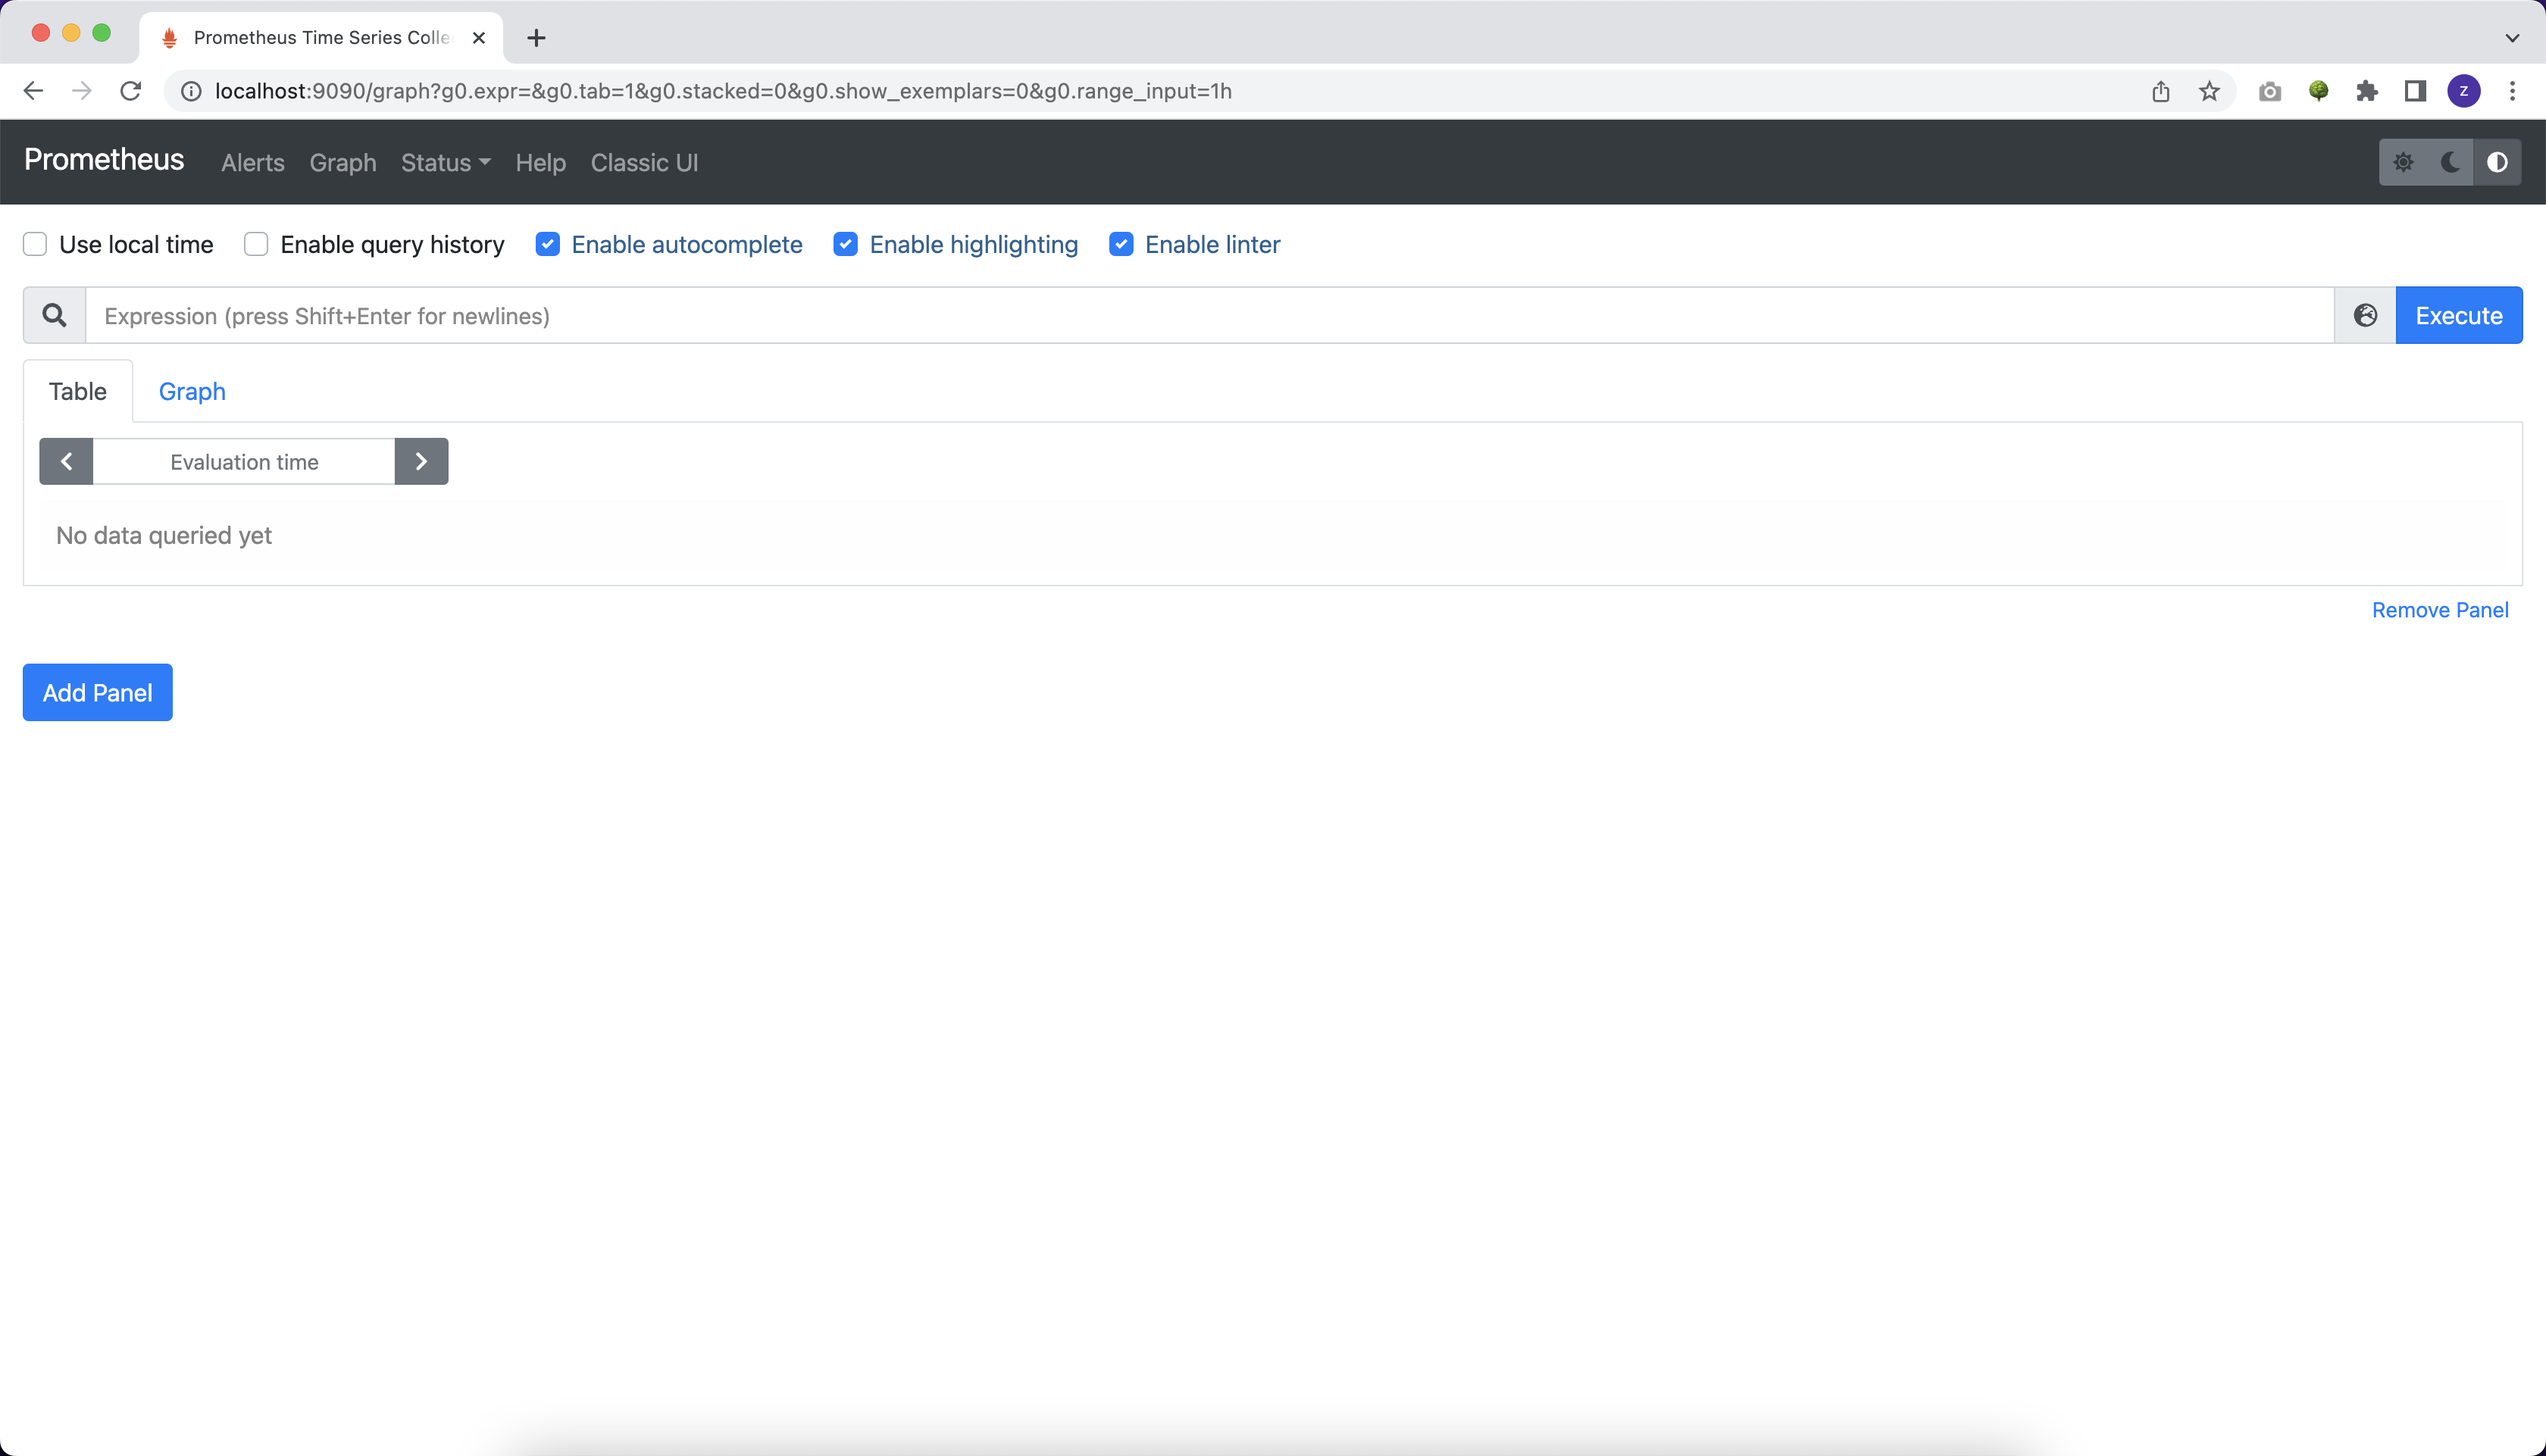 Prometheus Time Series Colle
localhost:9090/graph?g0.expr=&g0.tab=1&g0.stacked=0&g0.show_exemplars=0&g0.range_input=1h
Z
Prometheus Alerts Graph Status Help Classic UI
Use local time Enable query history Enable autocomplete Enable highlighting Enable linter
Expression (press Shift+Enter for newlines) Execute
Table Graph
Evaluation time
No data queried yet
Remove Panel
Add Panel